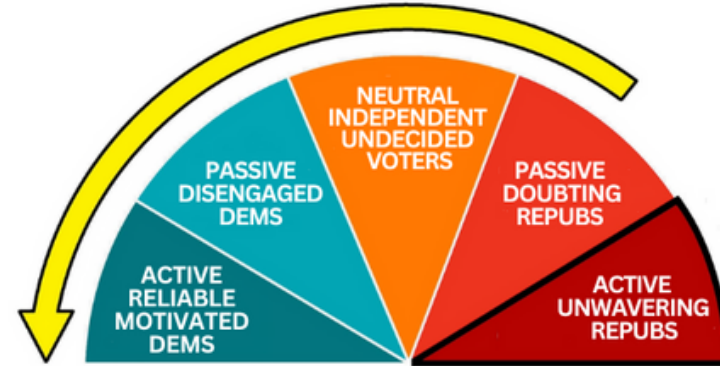 ACTIVE
RELIABLE
MOTIVATED
DEMS
PASSIVE
DISENGAGED
DEMS
NEUTRAL
INDEPENDENT
UNDECIDED
VOTERS
PASSIVE
DOUBTING
REPUBS
ACTIVE
UNWAVERING
REPUBS